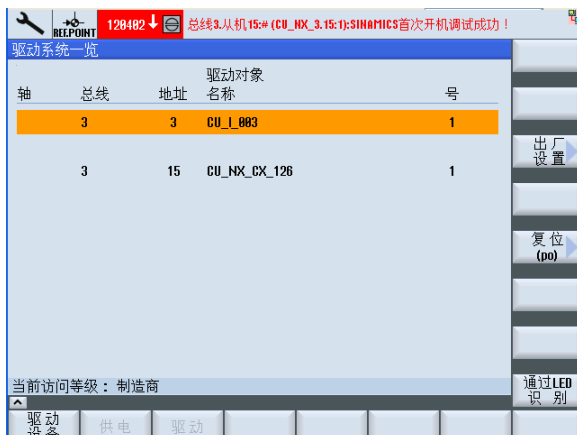 REF.POINT
120402 总线3.从机15:# (CU_NX_3.15:1):SINAMICS首次开机调试成功！
驱动系统一览
驱动对象
轴 总线 地址 名称 号
3 3 CU_I_003 1
3 15 CU_NX_CX_126 1
出厂
设置
复位
(po)
当前访问等级：制造商
通过LED
识别
驱动
设备
供电
驱动